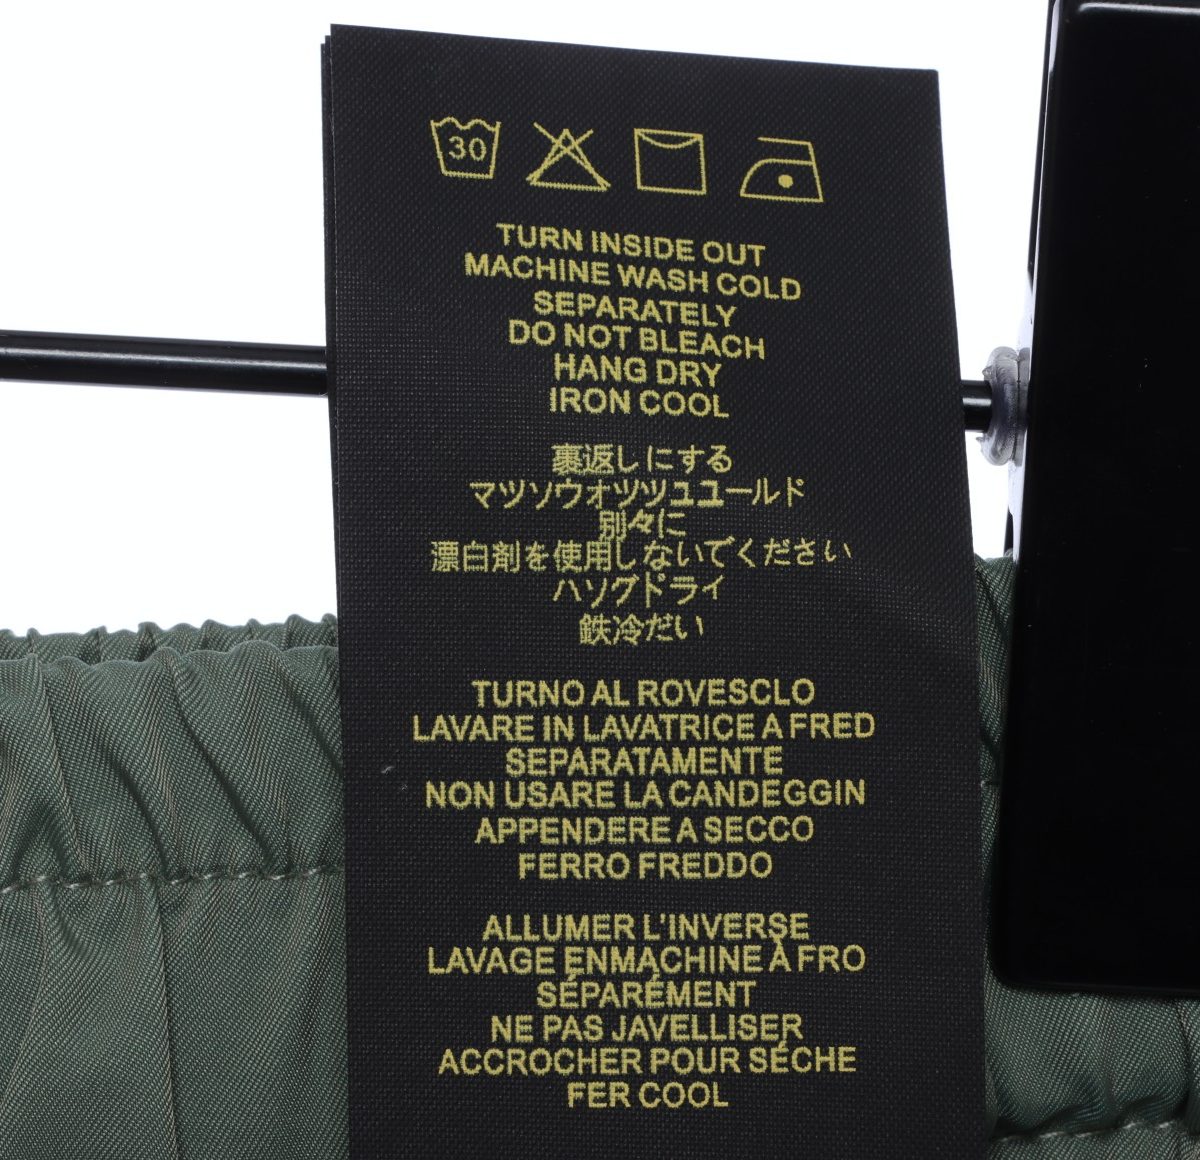 30
TURN INSIDE OUT
MACHINE WASH COLD
SEPARATELY
DO NOT BLEACH
HANG DRY
IRON COOL
裏返しにする
マツソウオツツユユールド
別々に
漂白剤を使用しないでください
ハソグドライ
鉄冷だい
TURNO AL ROVESCLO
LAVARE IN LAVATRICE A FRED
SEPARATAMENTE
NON USARE LA CANDEGGIN
APPENDERE A SECCO
FERRO FREDDO
ALLUMER L'INVERSE
LAVAGE ENMACHINE À FRO
SÉPARÉMENT
NE PAS JAVELLISER
ACCROCHER POUR SÉCHE
FER COOL